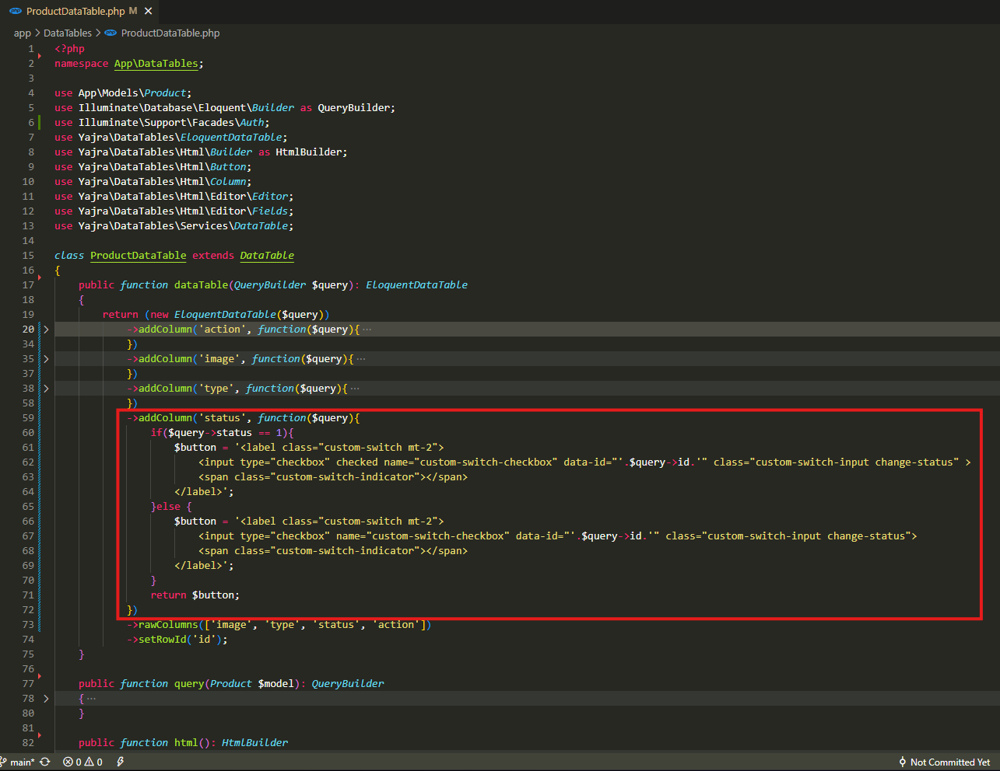 php ProductDataTable.php M ×
app > DataTables > php ProductDataTable.php
1 <?php
2 namespace App\DataTables;
3
4 use App\Models\Product;
5 use Illuminate\Database\Eloquent\Builder as QueryBuilder;
6 use Illuminate\Support\Facades\Auth;
7 use Yajra\DataTables\EloquentDataTable;
8 use Yajra\DataTables\Html\Builder as HtmlBuilder;
9 use Yajra\DataTables\Html\Button;
10 use Yajra\DataTables\Html\Column;
11 use Yajra\DataTables\Html\Editor\Editor;
12 use Yajra\DataTables\Html\Editor\Fields;
13 use Yajra\DataTables\Services\DataTable;
14
15 class ProductDataTable extends DataTable
16 {
17 public function dataTable(QueryBuilder $query): EloquentDataTable
18 {
19 return (new EloquentDataTable($query))
20 > ->addColumn('action', function($query){ ···
34 })
35 > ->addColumn('image', function($query){ ···
37 })
38 > ->addColumn('type', function($query){ ···
58 })
59 ->addColumn('status', function($query){
60 if($query->status == 1){
61 $button = '<label class="custom-switch mt-2">
62 <input type="checkbox" checked name="custom-switch-checkbox" data-id="'.$query->id.'" class="custom-switch-input change-status" >
63 <span class="custom-switch-indicator"></span>
64 </label>';
65 }else {
66 $button = '<label class="custom-switch mt-2">
67 <input type="checkbox" name="custom-switch-checkbox" data-id="'.$query->id.'" class="custom-switch-input change-status">
68 <span class="custom-switch-indicator"></span>
69 </label>';
70 }
71 return $button;
72 })
73 ->rawColumns(['image', 'type', 'status', 'action'])
74 ->setRowId('id');
75 }
76
77 public function query(Product $model): QueryBuilder
78 > { ···
80 }
81
82 public function html(): HtmlBuilder
main* 0 0 Not Committed Yet